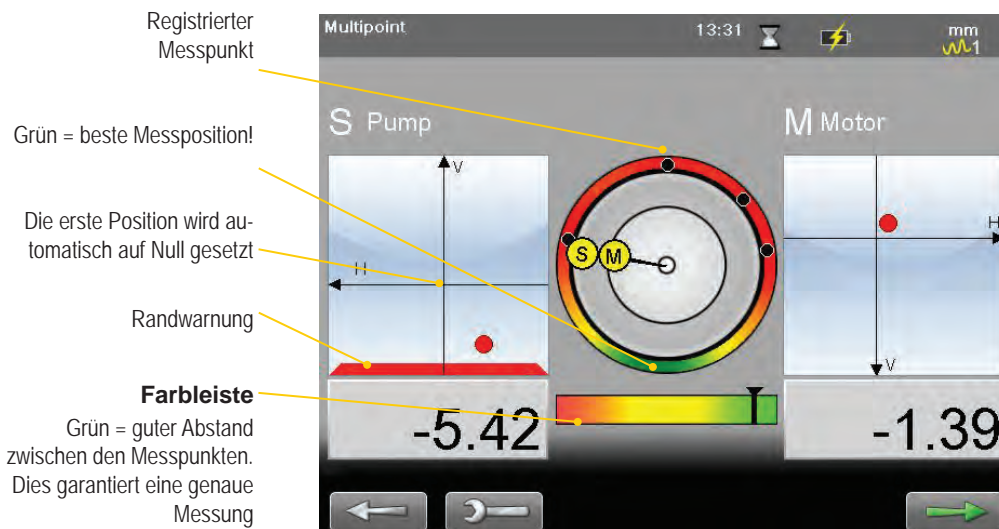 Registrierter
Messpunkt
Grün = beste Messposition!
Die erste Position wird au-
tomatisch auf Null gesetzt
Randwarnung
Farbleiste
Grün = guter Abstand
zwischen den Messpunkten.
Dies garantiert eine genaue
Messung
Multipoint
13:31
mm
1
S Pump
M Motor
V
H
S
M
H
V
-5.42
-1.39